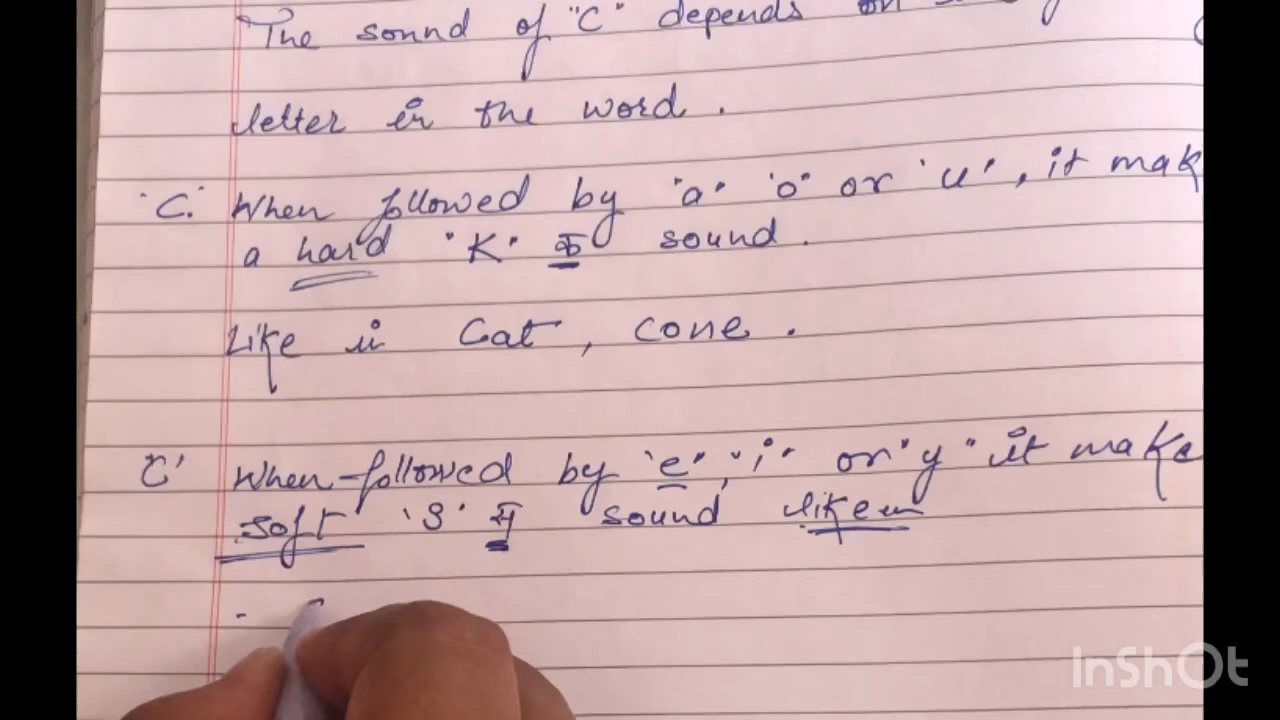 The sound of "C" depends on
letter in the word.
'C' When followed by "a" "o" or "u", it mak
a hard "K" क sound.
Like in Cat, cone.
'C' When followed by "e", "i" or "y" it make
soft 'S' स sound like in
InShOt